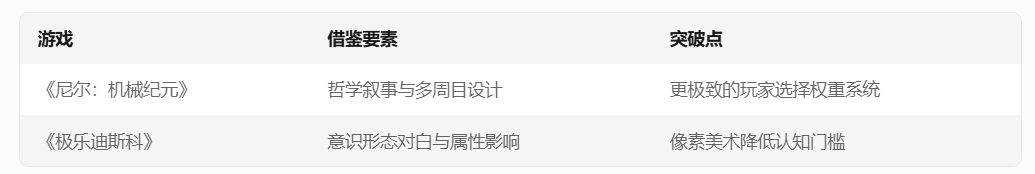 游戏 借鉴要素 突破点
《尼尔：机械纪元》 哲学叙事与多周目设计 更极致的玩家选择权重系统
《极乐迪斯科》 意识形态对白与属性影响 像素美术降低认知门槛